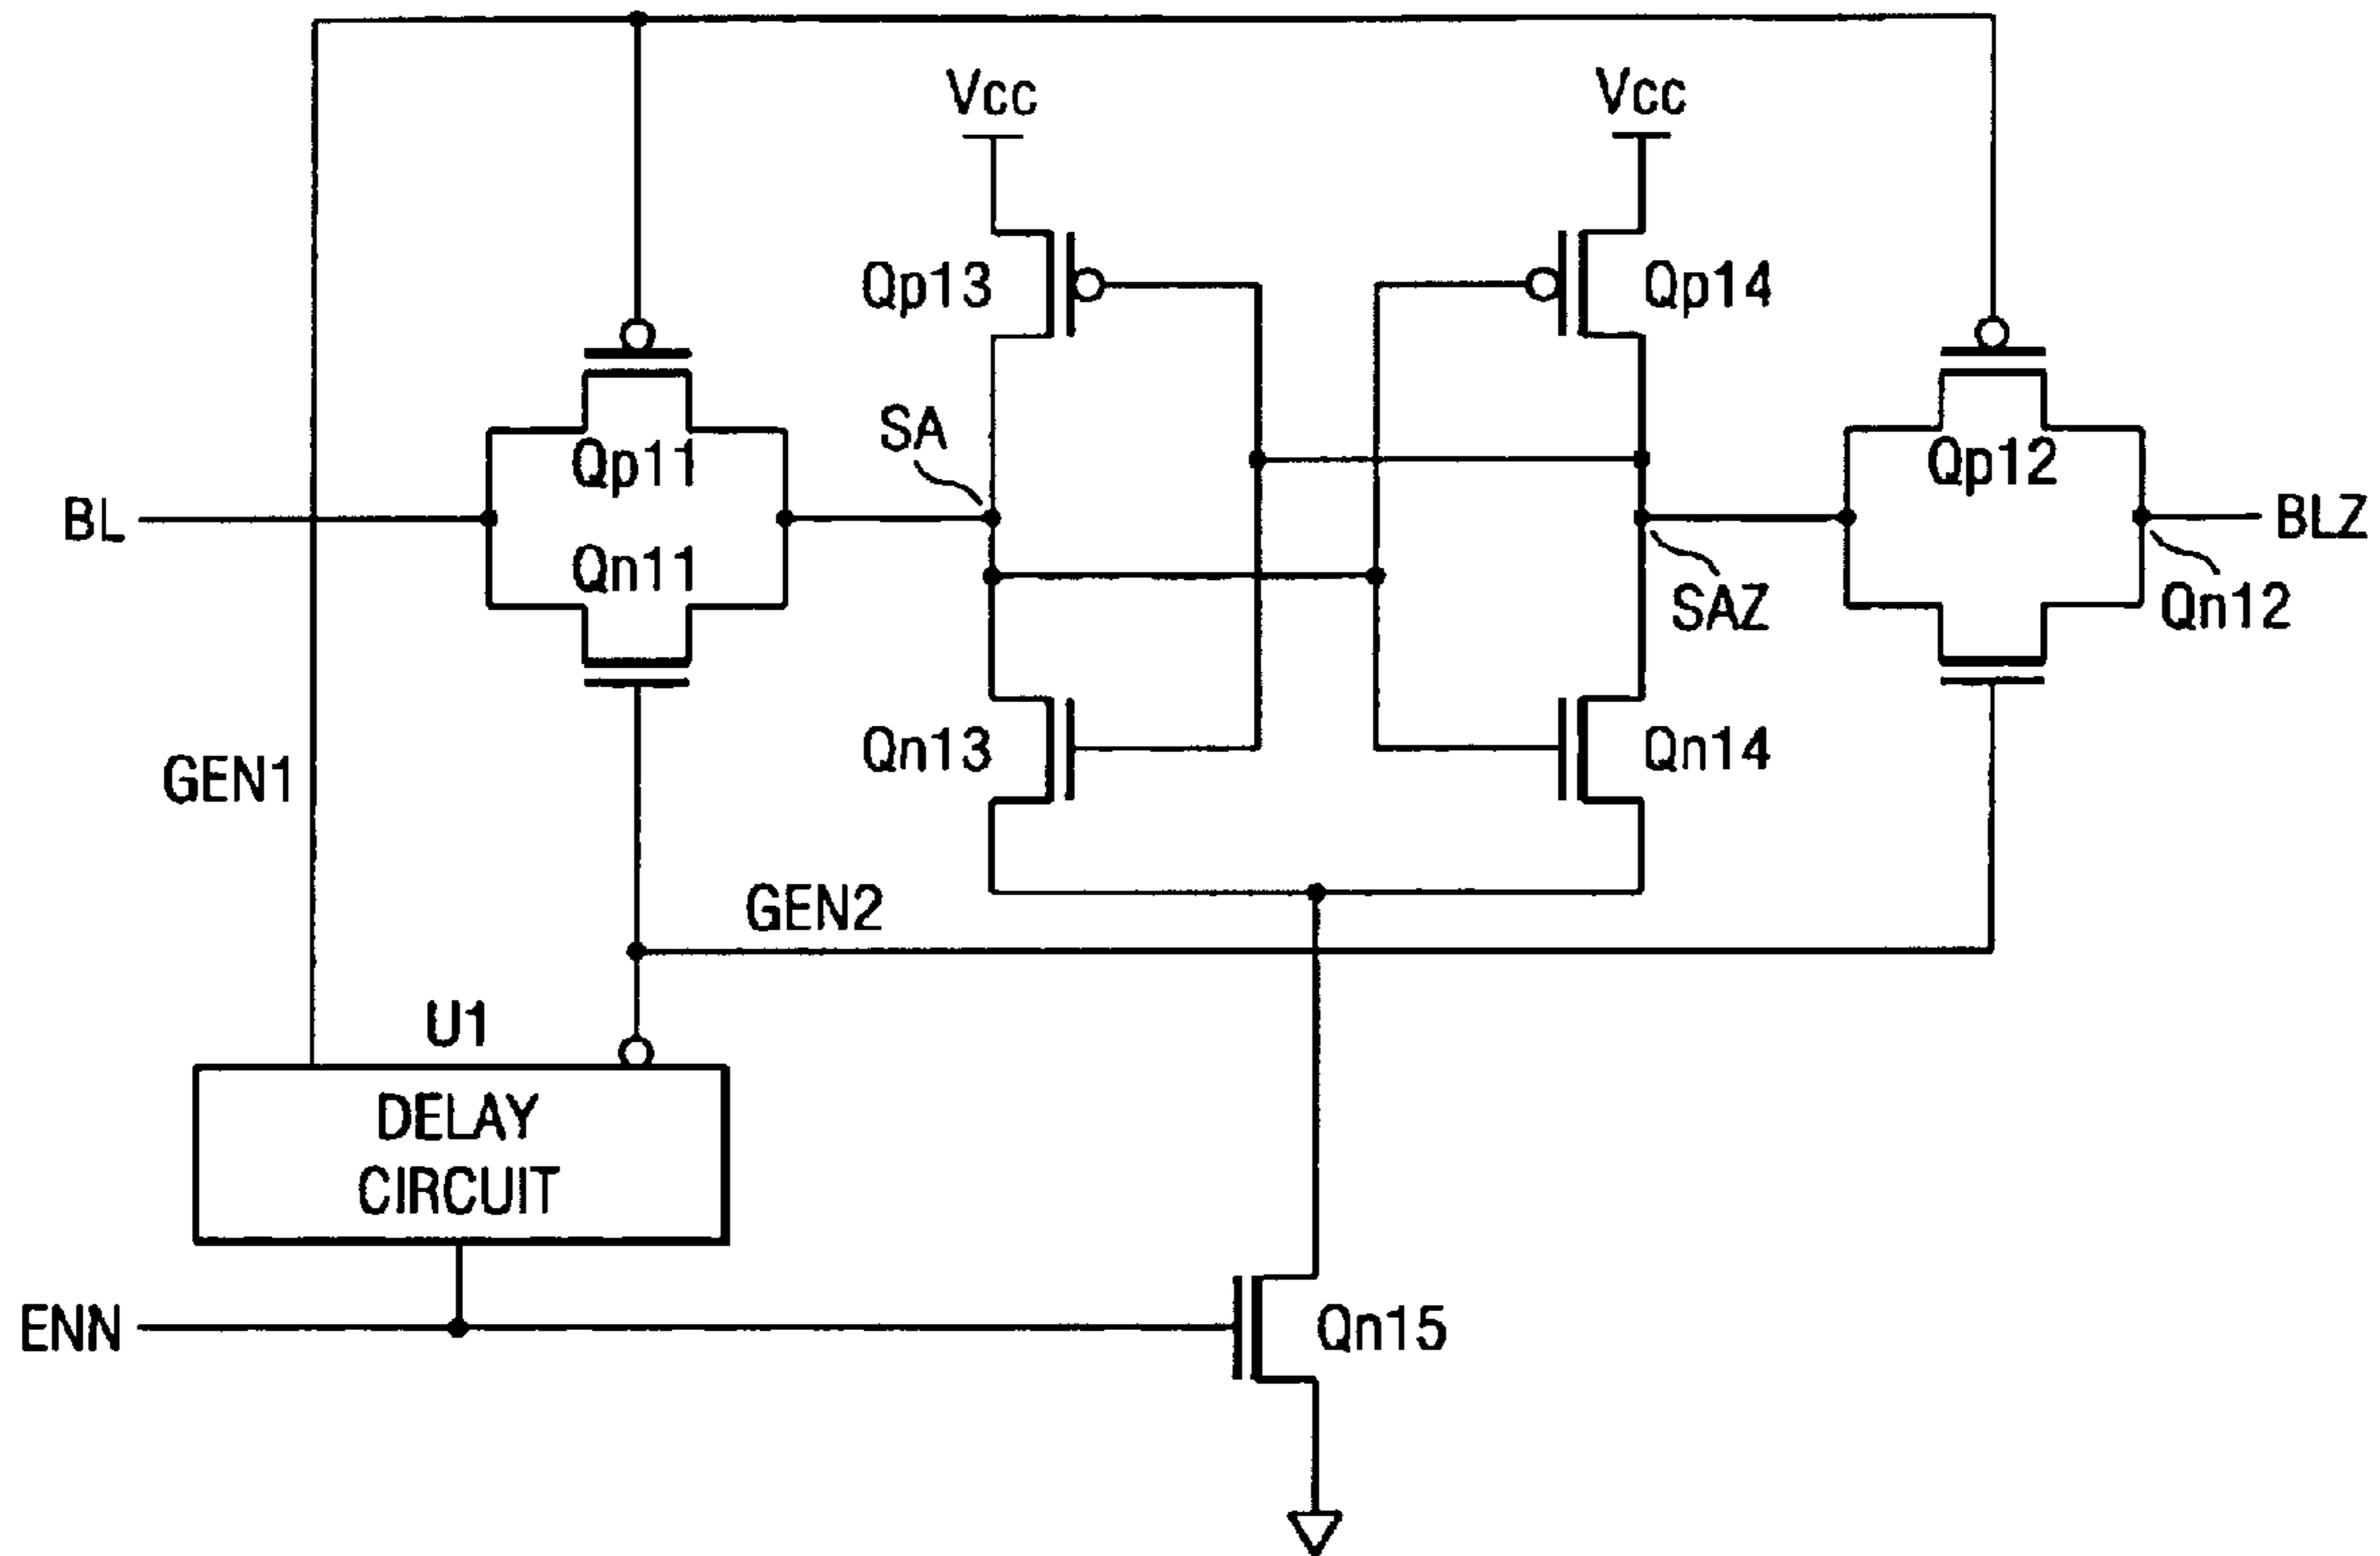 Vcc
Vcc
Qp13
Qp14
SA
Qp11
Qp12
BL
BLZ
Qn11
SAZ
Qn12
Qn13
Qn14
GEN1
GEN2
U1
DELAY
CIRCUIT
ENN
Qn15